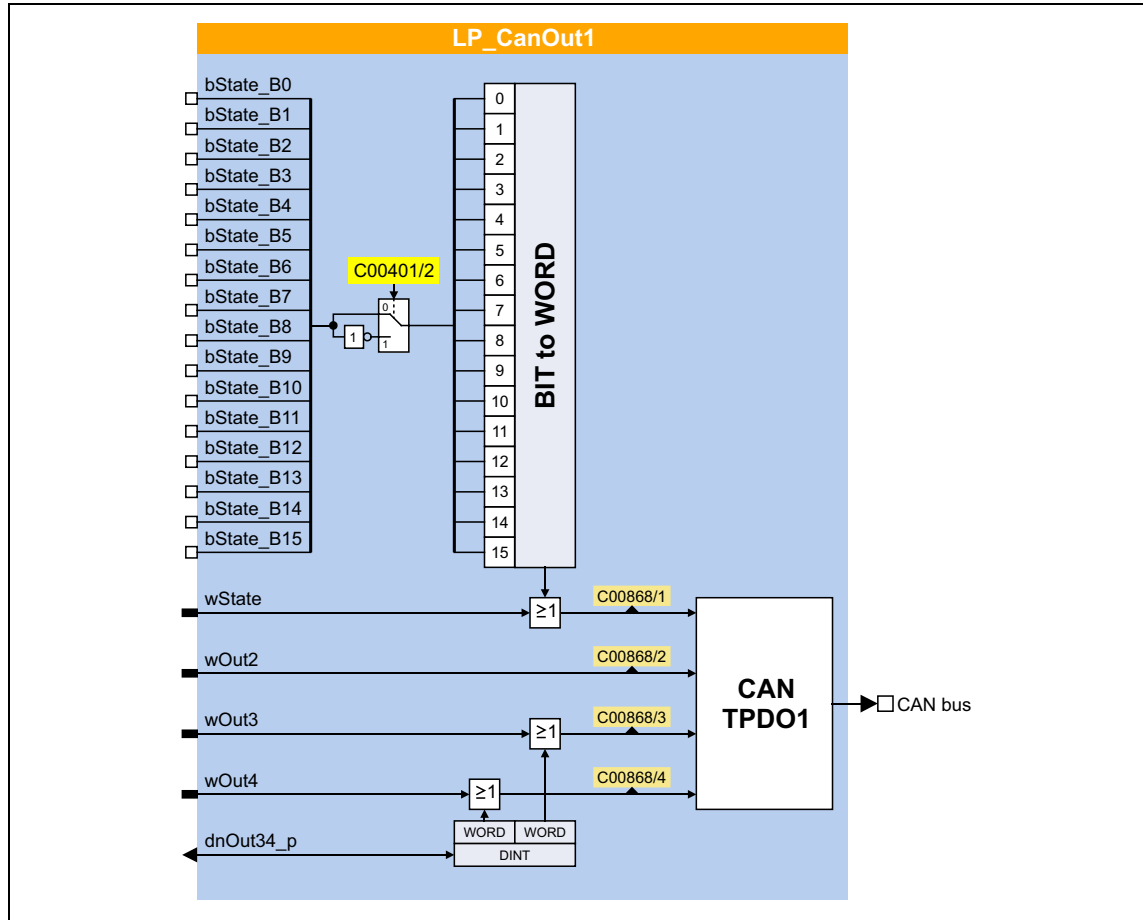 LP_CanOut1
bState_B0
bState_B1
bState_B2
bState_B3
bState_B4
bState_B5
bState_B6
bState_B7
bState_B8
bState_B9
bState_B10
bState_B11
bState_B12
bState_B13
bState_B14
bState_B15
C00401/2
0
1
1
0
1
2
3
4
5
6
7
8
9
10
11
12
13
14
15
BIT to WORD
wState
≥1
C00868/1
wOut2
C00868/2
wOut3
≥1
C00868/3
wOut4
≥1
C00868/4
CAN
TPDO1
CAN bus
dnOut34_p
WORD WORD
DINT